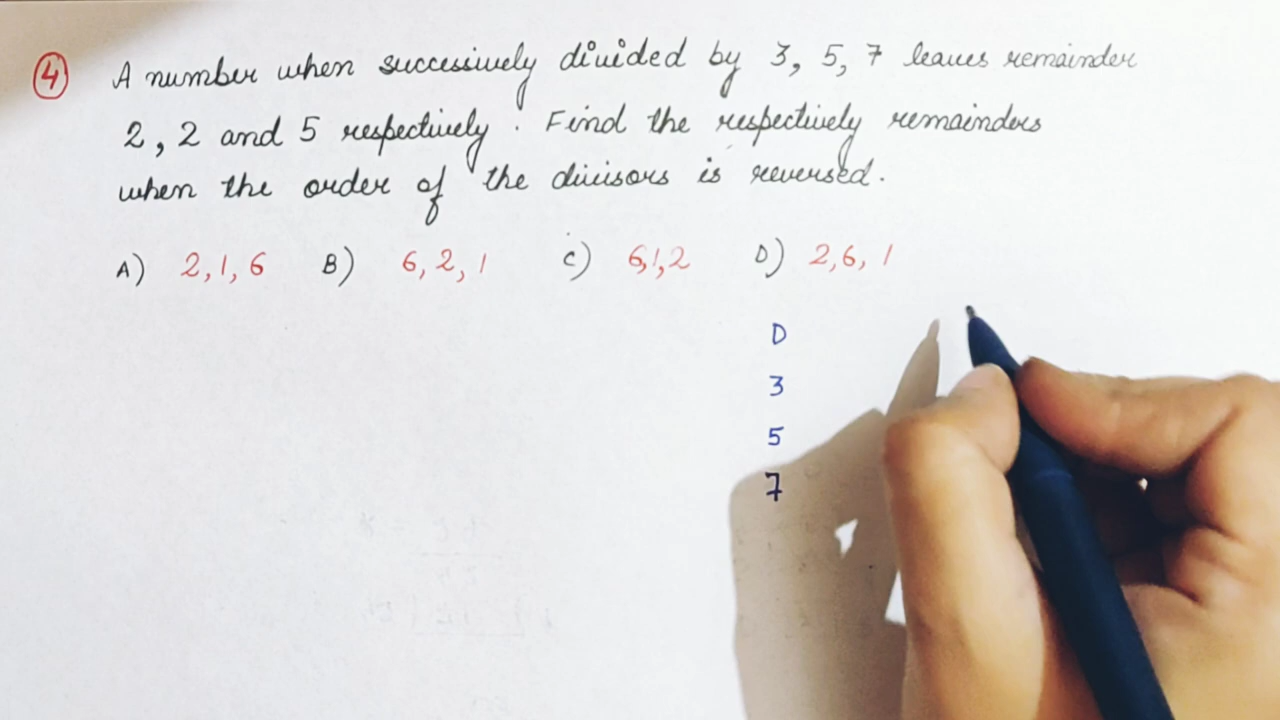 4 A number when successively divided by 3, 5, 7 leaves remainder
2, 2 and 5 respectively. Find the respectively remainders
when the order of the divisors is reversed.
A) 2,1,6 B) 6,2,1 C) 6,1,2 D) 2,6,1
D
3
5
7